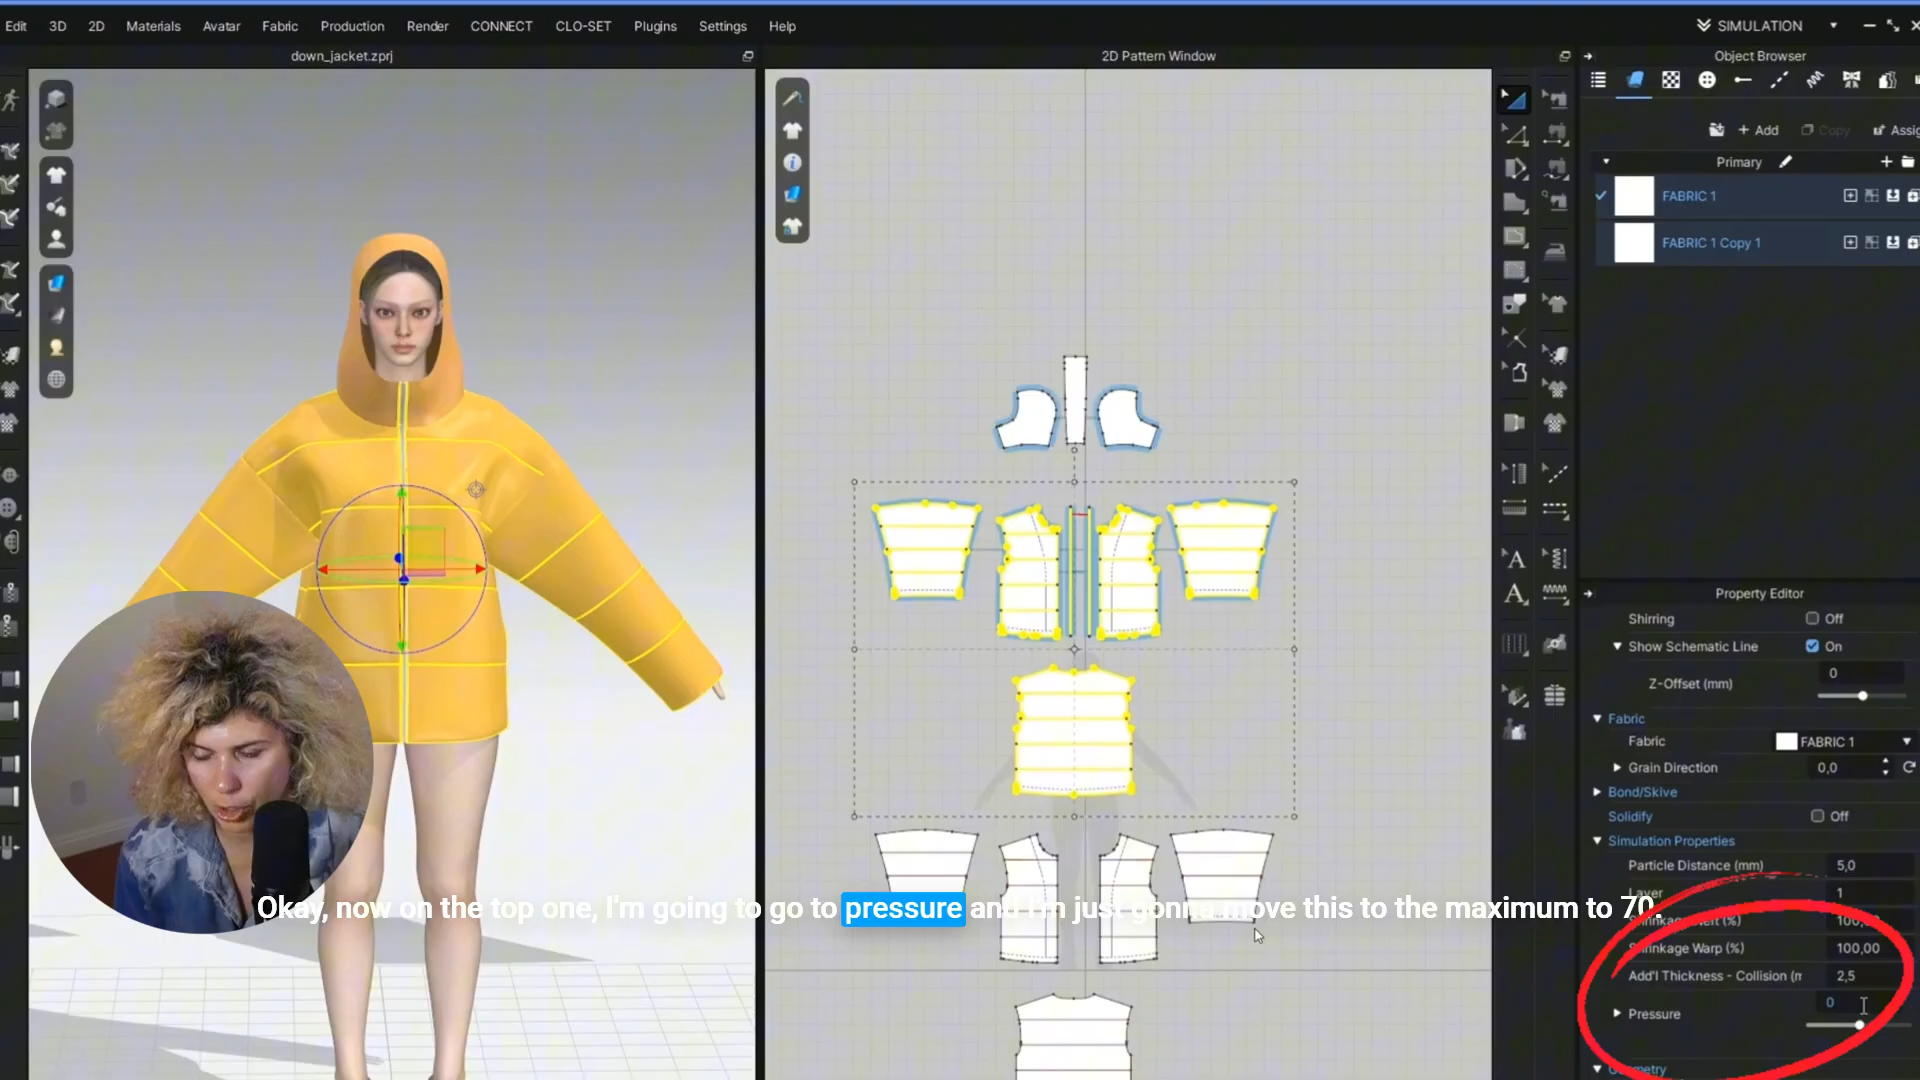 Edit 3D 2D Materials Avatar Fabric Production Render CONNECT CLO-SET Plugins Settings Help
SIMULATION
down_jacket.zprj
2D Pattern Window
Object Browser
+ Add
Copy
Assig
Primary
FABRIC 1
FABRIC 1 Copy 1
Property Editor
Shirring Off
Show Schematic Line On
Z-Offset (mm) 0
Fabric
Fabric FABRIC 1
Grain Direction 0,0
Bond/Skive
Solidify Off
Simulation Properties
Particle Distance (mm) 5,0
Layer 1
Okay, now on the top one, I'm going to go to pressure and I'm just gonna move this to the maximum to 70.
Shrinkage Warp (%) 100,00
Add'l Thickness - Collision (m 2,5
Pressure 0
Geometry